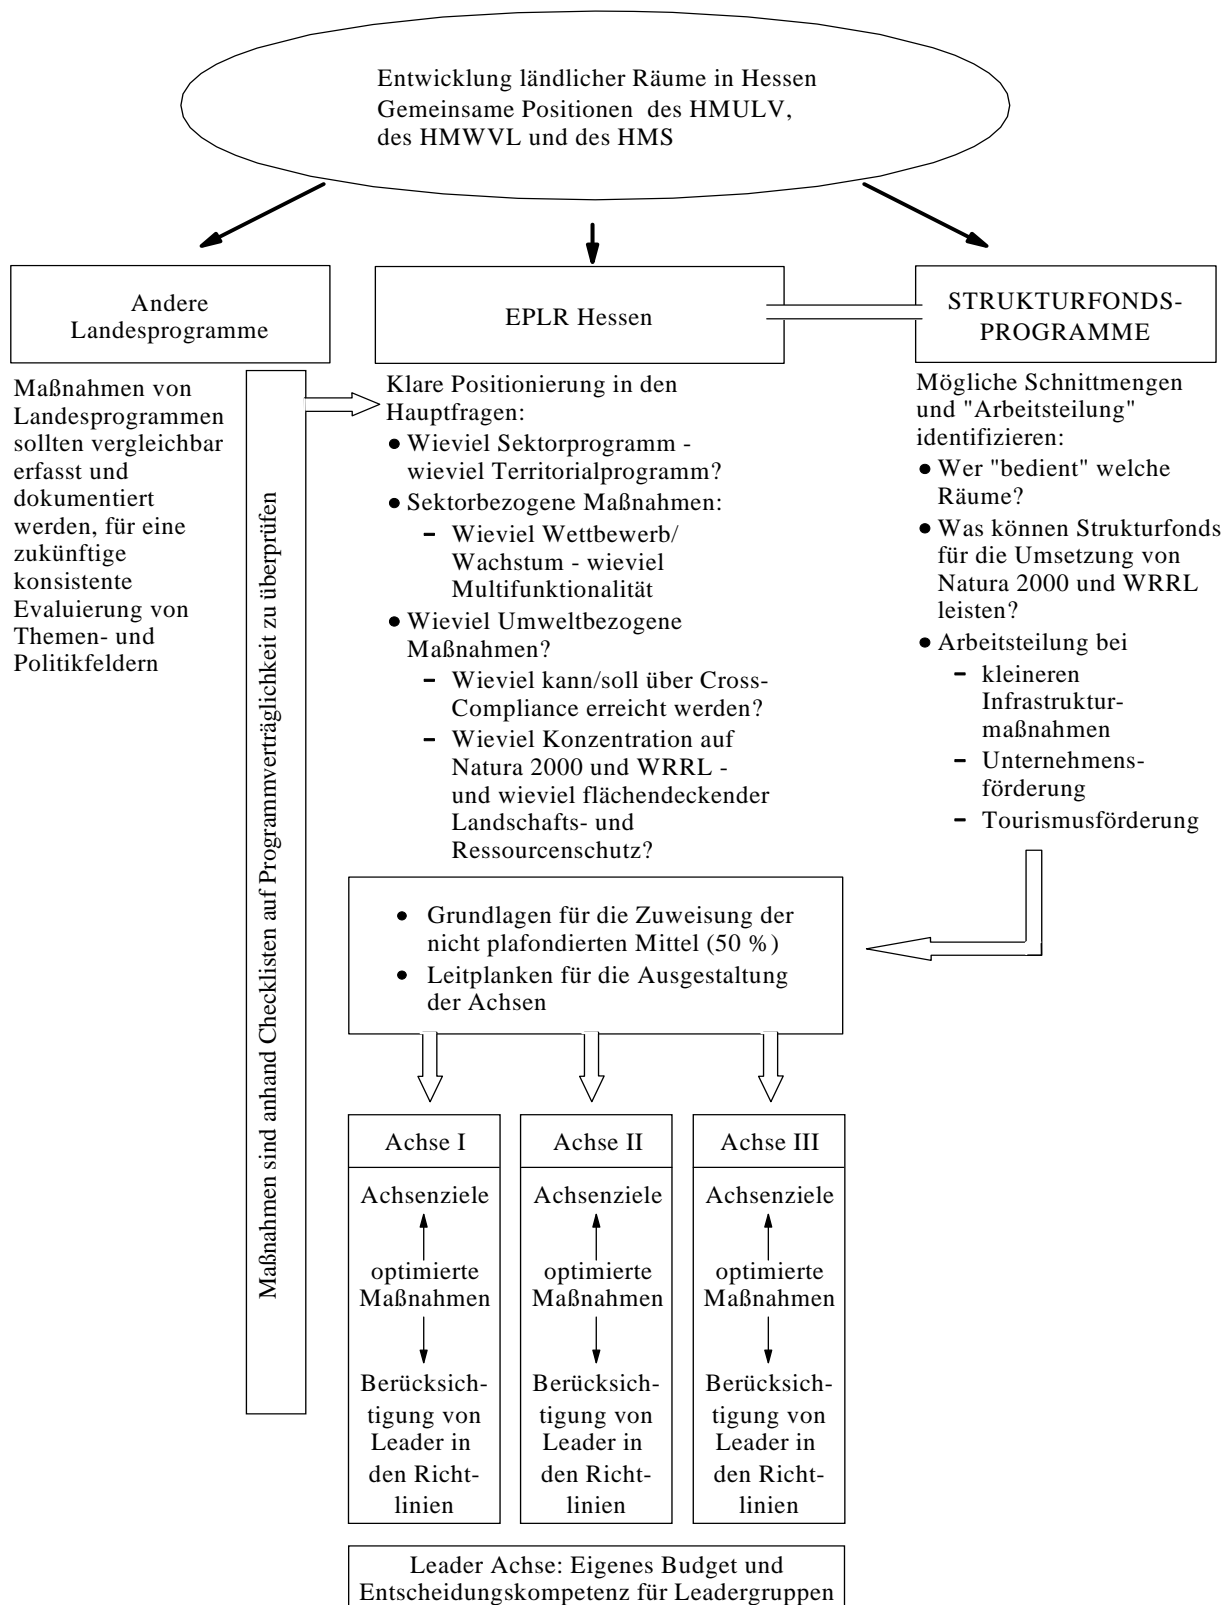 Entwicklung ländlicher Räume in Hessen
Gemeinsame Positionen des HMULV,
des HMWVL und des HMS
Andere
Landesprogramme
Maßnahmen von
Landesprogrammen
sollten vergleichbar
erfasst und
dokumentiert
werden, für eine
zukünftige
konsistente
Evaluierung von
Themen- und
Politikfeldern
Maßnahmen sind anhand Checklisten auf Programmverträglichkeit zu überprüfen
EPLR Hessen
Klare Positionierung in den
Hauptfragen:
● Wieviel Sektorprogramm -
wieviel Territorialprogramm?
● Sektorbezogene Maßnahmen:
– Wieviel Wettbewerb/
Wachstum - wieviel
Multifunktionalität
● Wieviel Umweltbezogene
Maßnahmen?
– Wieviel kann/soll über Cross-
Compliance erreicht werden?
– Wieviel Konzentration auf
Natura 2000 und WRRL -
und wieviel flächendeckender
Landschafts- und
Ressourcenschutz?
STRUKTURFONDS-
PROGRAMME
Mögliche Schnittmengen
und "Arbeitsteilung"
identifizieren:
● Wer "bedient" welche
Räume?
● Was können Strukturfonds
für die Umsetzung von
Natura 2000 und WRRL
leisten?
● Arbeitsteilung bei
– kleineren
Infrastruktur-
maßnahmen
– Unternehmens-
förderung
– Tourismusförderung
● Grundlagen für die Zuweisung der
nicht plafondierten Mittel (50 %)
● Leitplanken für die Ausgestaltung
der Achsen
Achse I
Achsenziele
optimierte
Maßnahmen
Berücksich-
tigung von
Leader in
den Richt-
linien
Achse II
Achsenziele
optimierte
Maßnahmen
Berücksich-
tigung von
Leader in
den Richt-
linien
Achse III
Achsenziele
optimierte
Maßnahmen
Berücksich-
tigung von
Leader in
den Richt-
linien
Leader Achse: Eigenes Budget und
Entscheidungskompetenz für Leadergruppen